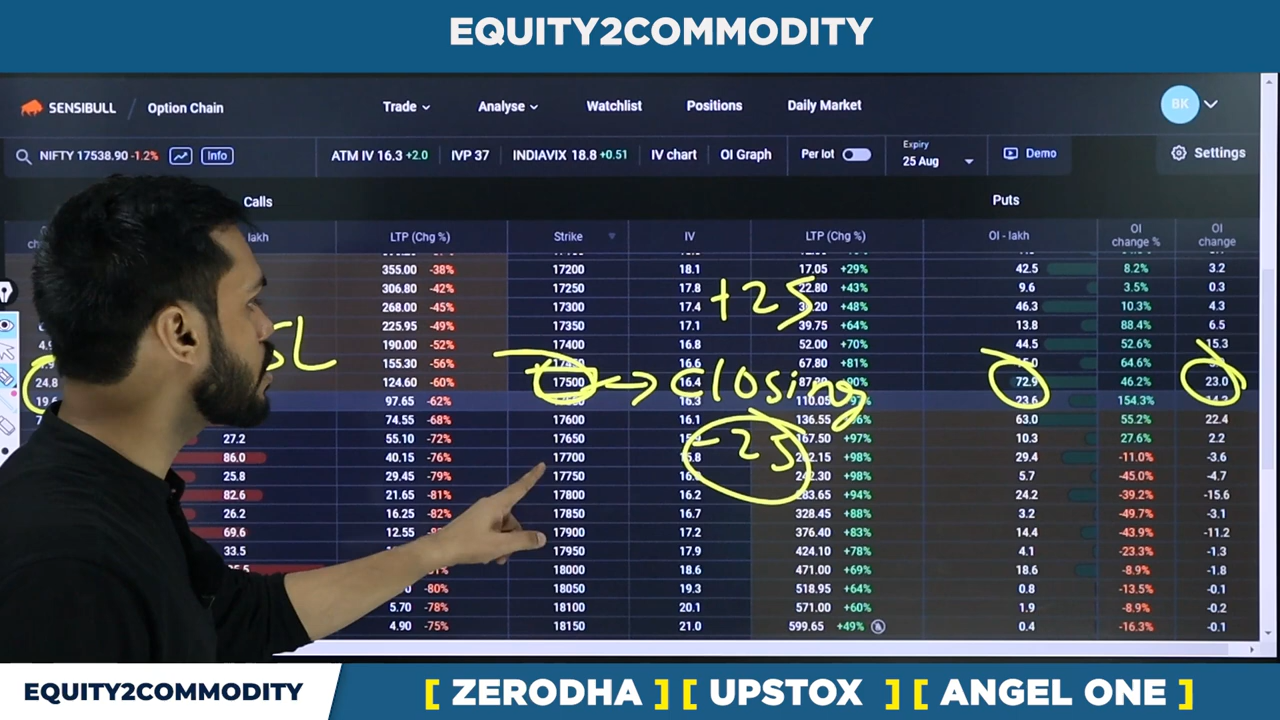 EQUITY2COMMODITY
SENSIBULL / Option Chain Trade Analyse Watchlist Positions Daily Market BK
NIFTY 17538.90 -1.2% Info ATM IV 16.3 +2.0 IVP 37 INDIAVIX 18.8 +0.51 IV chart OI Graph Per lot Expiry 25 Aug Demo Settings
Calls Puts
lakh LTP (Chg %) Strike IV LTP (Chg %) OI - lakh OI change % OI change
355.00 -38% 17200 18.1 17.05 +29% 42.5 8.2% 3.2
306.80 -42% 17250 17.8 22.80 +43% 9.6 3.5% 0.3
268.00 -44% 17300 17.4 +48% 46.3 10.3% 4.3
+25
225.95 -49% 17350 17.1 39.75 +64% 13.8 88.4% 6.5
SL
190.00 -52% 17400 16.8 52.00 +70% 44.5 52.6% 15.3
155.30 -56% 16.6 67.80 +81% 64.6%
24.8 124.60 -60% 17500 16.4 72.9 46.2% 23.0
closing
97.65 -62% 16.3 110.05 23.6 154.3%
74.55 -68% 17600 16.1 136.55 63.0 55.2% 22.4
27.2 55.10 -72% 17650 167.50 +97% 10.3 27.6% 2.2
-25
86.0 40.15 -76% 17700 +98% 29.4 -11.0% -3.6
25.8 29.45 -79% 17750 +98% 5.7 -45.0% -4.7
82.6 21.65 -81% 17800 16.2 +94% 24.2 -39.2% -15.6
26.2 16.25 -82% 17850 16.7 328.45 +88% 3.2 -49.7% -3.1
69.6 12.55 17900 17.2 376.40 +83% 14.4 -43.9% -11.2
33.5 17950 17.9 424.10 +78% 4.1 -23.3% -1.3
18000 18.6 471.00 +69% 18.6 -8.9% -1.8
-80% 18050 19.3 518.95 +64% 0.8 -13.5% -0.1
5.70 -78% 18100 20.1 571.00 +60% 1.9 -8.9% -0.2
4.90 -75% 18150 21.0 599.65 +49% 0.4 -16.3% -0.1
EQUITY2COMMODITY [ ZERODHA ] [ UPSTOX ] [ ANGEL ONE ]